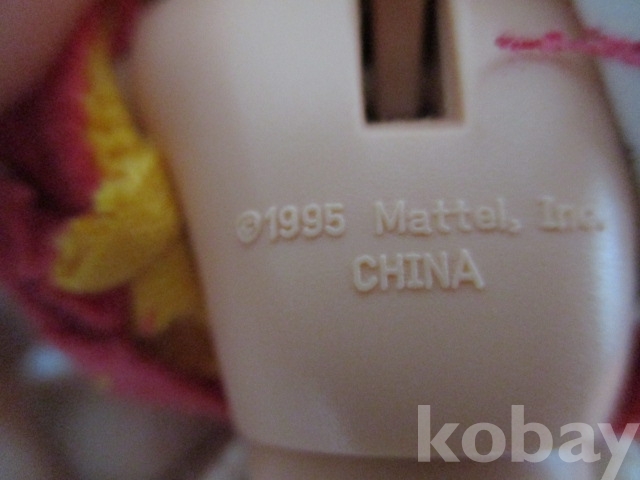 ©1995 Mattel, Inc.
CHINA
kobay